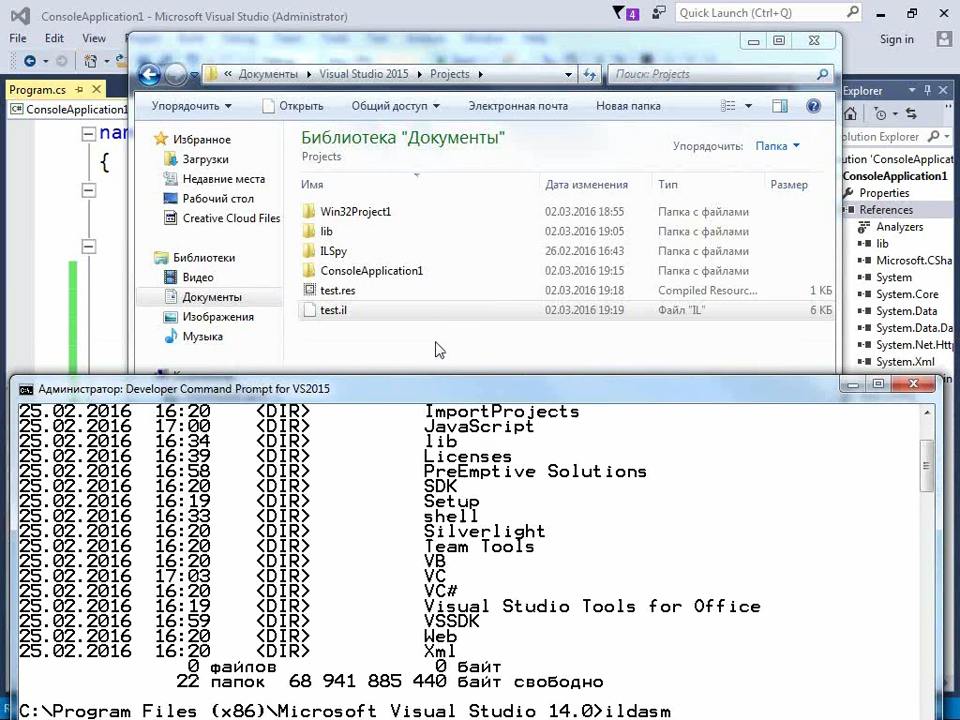 ConsoleApplication1 - Microsoft Visual Studio (Administrator)
4
Quick Launch (Ctrl+Q)
File Edit View
Sign in
Program.cs
ConsoleApplication1
« Документы Visual Studio 2015 Projects
Поиск: Projects
Упорядочить Открыть Общий доступ Электронная почта Новая папка
Избранное
Загрузки
Недавние места
Рабочий стол
Creative Cloud Files
Библиотеки
Видео
Документы
Изображения
Музыка
Библиотека "Документы"
Projects
Упорядочить: Папка
Имя Дата изменения Тип Размер
Win32Project1 02.03.2016 18:55 Папка с файлами
lib 02.03.2016 19:05 Папка с файлами
ILSpy 26.02.2016 16:43 Папка с файлами
ConsoleApplication1 02.03.2016 19:15 Папка с файлами
test.res 02.03.2016 19:18 Compiled Resourc... 1 КБ
test.il 02.03.2016 19:19 Файл "IL" 6 КБ
nam
{
Explorer
olution Explorer
ution 'ConsoleApplicat
ConsoleApplication1
Properties
References
Analyzers
lib
Microsoft.CSha
System
System.Core
System.Data
System.Data.Da
System.Net.Http
System.Xml
Администратор: Developer Command Prompt for VS2015
25.02.2016 16:20 <DIR> ImportProjects
25.02.2016 17:00 <DIR> JavaScript
25.02.2016 16:34 <DIR> lib
25.02.2016 16:39 <DIR> Licenses
25.02.2016 16:58 <DIR> PreEmptive Solutions
25.02.2016 16:20 <DIR> SDK
25.02.2016 16:19 <DIR> Setup
25.02.2016 16:33 <DIR> shell
25.02.2016 16:20 <DIR> Silverlight
25.02.2016 16:20 <DIR> Team Tools
25.02.2016 16:20 <DIR> VB
25.02.2016 17:03 <DIR> VC
25.02.2016 16:20 <DIR> VC#
25.02.2016 16:19 <DIR> Visual Studio Tools for Office
25.02.2016 16:59 <DIR> VSSDK
25.02.2016 16:20 <DIR> Web
25.02.2016 16:20 <DIR> Xml
0 файлов 0 байт
22 папок 68 941 885 440 байт свободно
C:\Program Files (x86)\Microsoft Visual Studio 14.0>ildasm